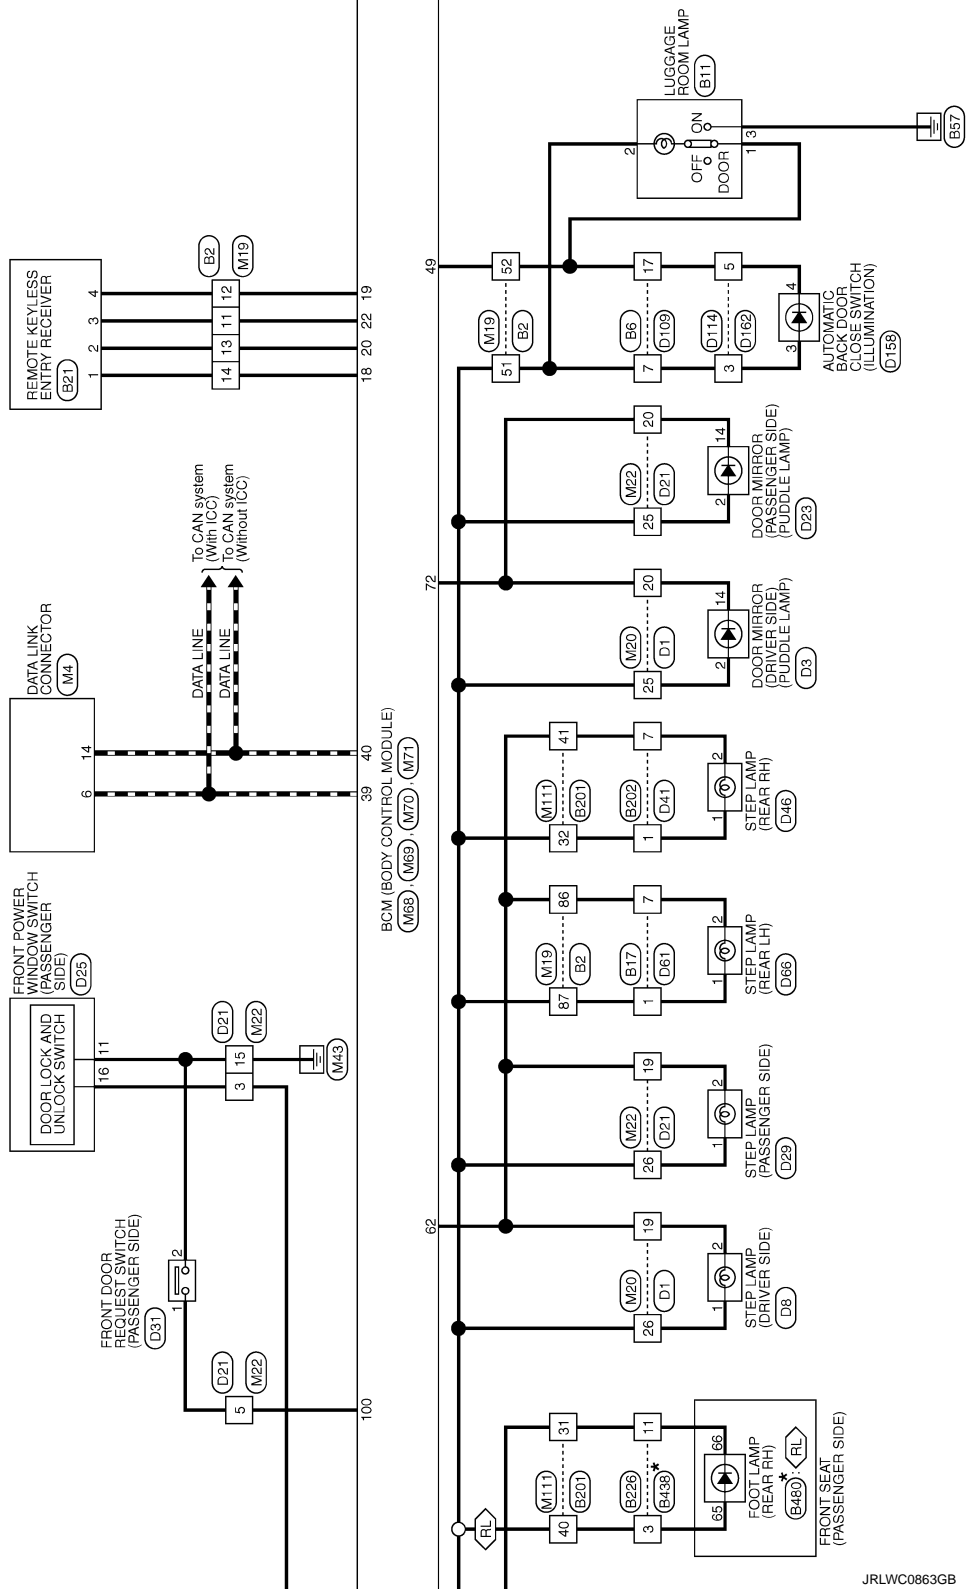 REMOTE KEYLESS
ENTRY RECEIVER
B21
1
2
3
4
14
13
11
12
B2
M19
18
20
22
19
DATA LINK
CONNECTOR
M4
6
14
DATA LINE
DATA LINE
To CAN system
(With ICC)
To CAN system
(Without ICC)
39
40
FRONT POWER
WINDOW SWITCH
(PASSENGER
SIDE)
D25
DOOR LOCK AND
UNLOCK SWITCH
16
11
3
15
D21
M22
M43
FRONT DOOR
REQUEST SWITCH
(PASSENGER SIDE)
D31
1
2
5
D21
M22
100
BCM (BODY CONTROL MODULE)
M68 , M69 , M70 , M71
62
72
49
RL
40
31
M111
B201
3
11
B226
B438 *
65
66
FOOT LAMP
(REAR RH)
B480 * : RL
FRONT SEAT
(PASSENGER SIDE)
26
19
M20
D1
1
2
STEP LAMP
(DRIVER SIDE)
D8
26
19
M22
D21
1
2
STEP LAMP
(PASSENGER SIDE)
D29
87
86
M19
B2
1
7
B17
D61
1
2
STEP LAMP
(REAR LH)
D66
32
41
M111
B201
1
7
B202
D41
1
2
STEP LAMP
(REAR RH)
D46
25
20
M20
D1
2
14
DOOR MIRROR
(DRIVER SIDE)
(PUDDLE LAMP)
D3
25
20
M22
D21
2
14
DOOR MIRROR
(PASSENGER SIDE)
(PUDDLE LAMP)
D23
51
52
M19
B2
7
17
B6
D109
3
5
D114
D162
3
4
AUTOMATIC
BACK DOOR
CLOSE SWITCH
(ILLUMINATION)
D158
LUGGAGE
ROOM LAMP
B11
2
OFF
ON
DOOR
1
3
B57
JRLWC0863GB